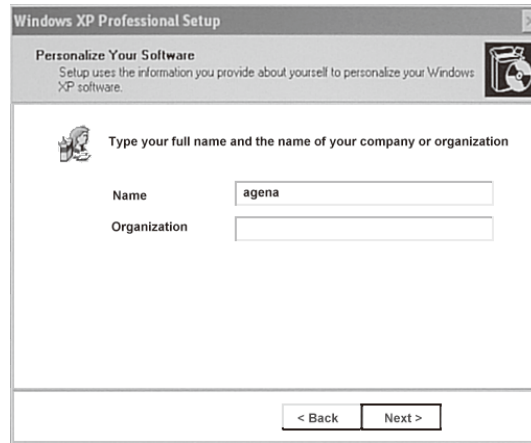 Windows XP Professional Setup
Personalize Your Software
Setup uses the information you provide about yourself to personalize your Windows
XP software.
Type your full name and the name of your company or organization
Name
agena
Organization
< Back
Next >